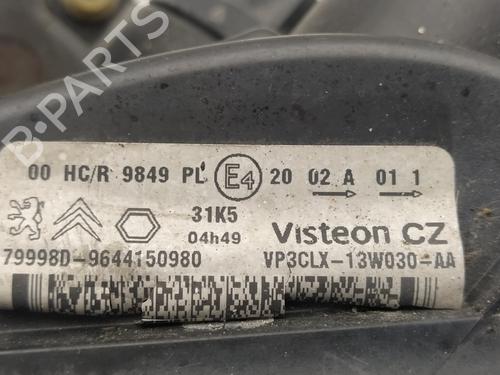 B-PARTS
00 HC/R 9849 PL E4 20 02 A 01 1
31K5
04h49
Visteon CZ
79998D-9644150980 VP3CLX-13W030-AA